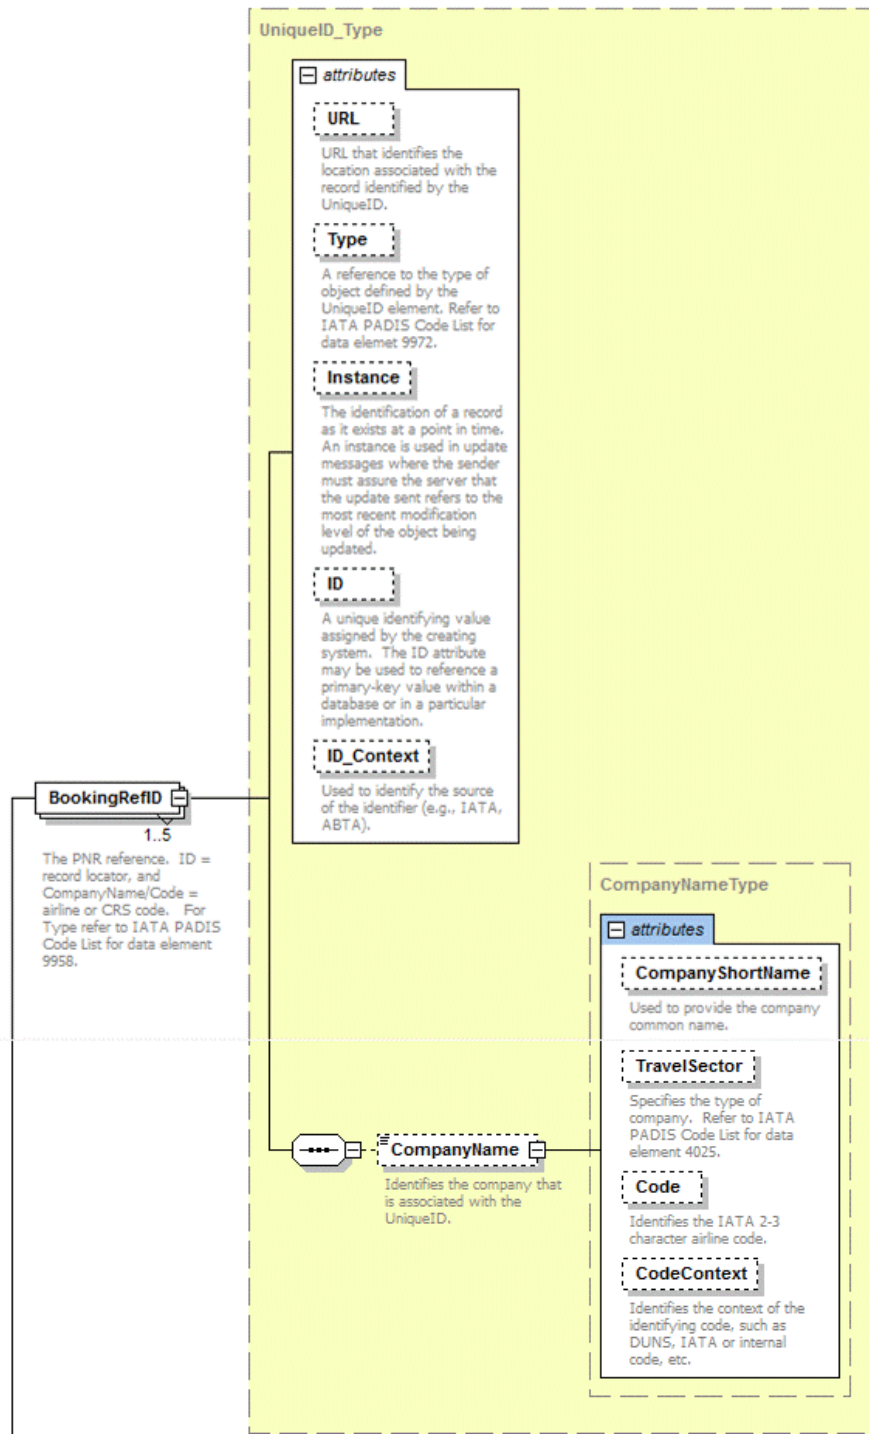 UniqueID_Type
attributes
URL
URL that identifies the
location associated with the
record identified by the
UniqueID.
Type
A reference to the type of
object defined by the
UniqueID element. Refer to
IATA PADIS Code List for
data elemet 9972.
Instance
The identification of a record
as it exists at a point in time.
An instance is used in update
messages where the sender
must assure the server that
the update sent refers to the
most recent modification
level of the object being
updated.
ID
A unique identifying value
assigned by the creating
system. The ID attribute
may be used to reference a
primary-key value within a
database or in a particular
implementation.
ID_Context
Used to identify the source
of the identifier (e.g., IATA,
ABTA).
BookingRefID
1..5
The PNR reference. ID =
record locator, and
CompanyName/Code =
airline or CRS code. For
Type refer to IATA PADIS
Code List for data element
9958.
CompanyNameType
attributes
CompanyShortName
Used to provide the company
common name.
TravelSector
Specifies the type of
company. Refer to IATA
PADIS Code List for data
element 4025.
CompanyName
Identifies the company that
is associated with the
UniqueID.
Code
Identifies the IATA 2-3
character airline code.
CodeContext
Identifies the context of the
identifying code, such as
DUNS, IATA or internal
code, etc.